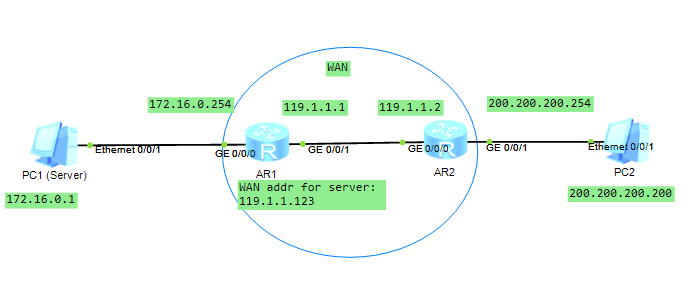 WAN
172.16.0.254
119.1.1.1
119.1.1.2
200.200.200.254
Ethernet 0/0/1
GE 0/0/0
R
GE 0/0/1
GE 0/0/0
R
GE 0/0/1
Ethernet 0/0/1
PC1 (Server)
AR1
AR2
PC2
172.16.0.1
WAN addr for server:
119.1.1.123
200.200.200.200